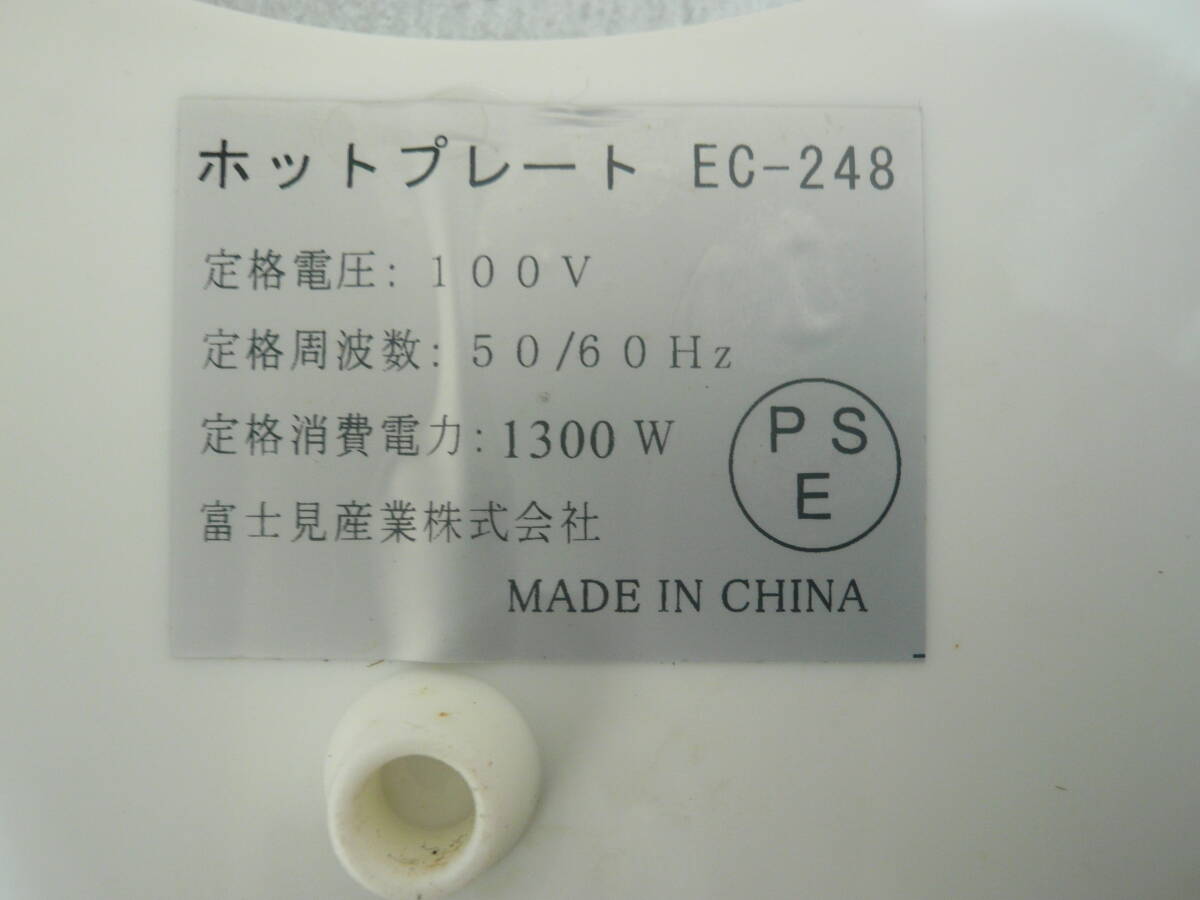 ホットプレート EC-248
定格電圧: 100V
定格周波数: 50/60Hz
定格消費電力: 1300W
P S
E
富士見産業株式会社
MADE IN CHINA